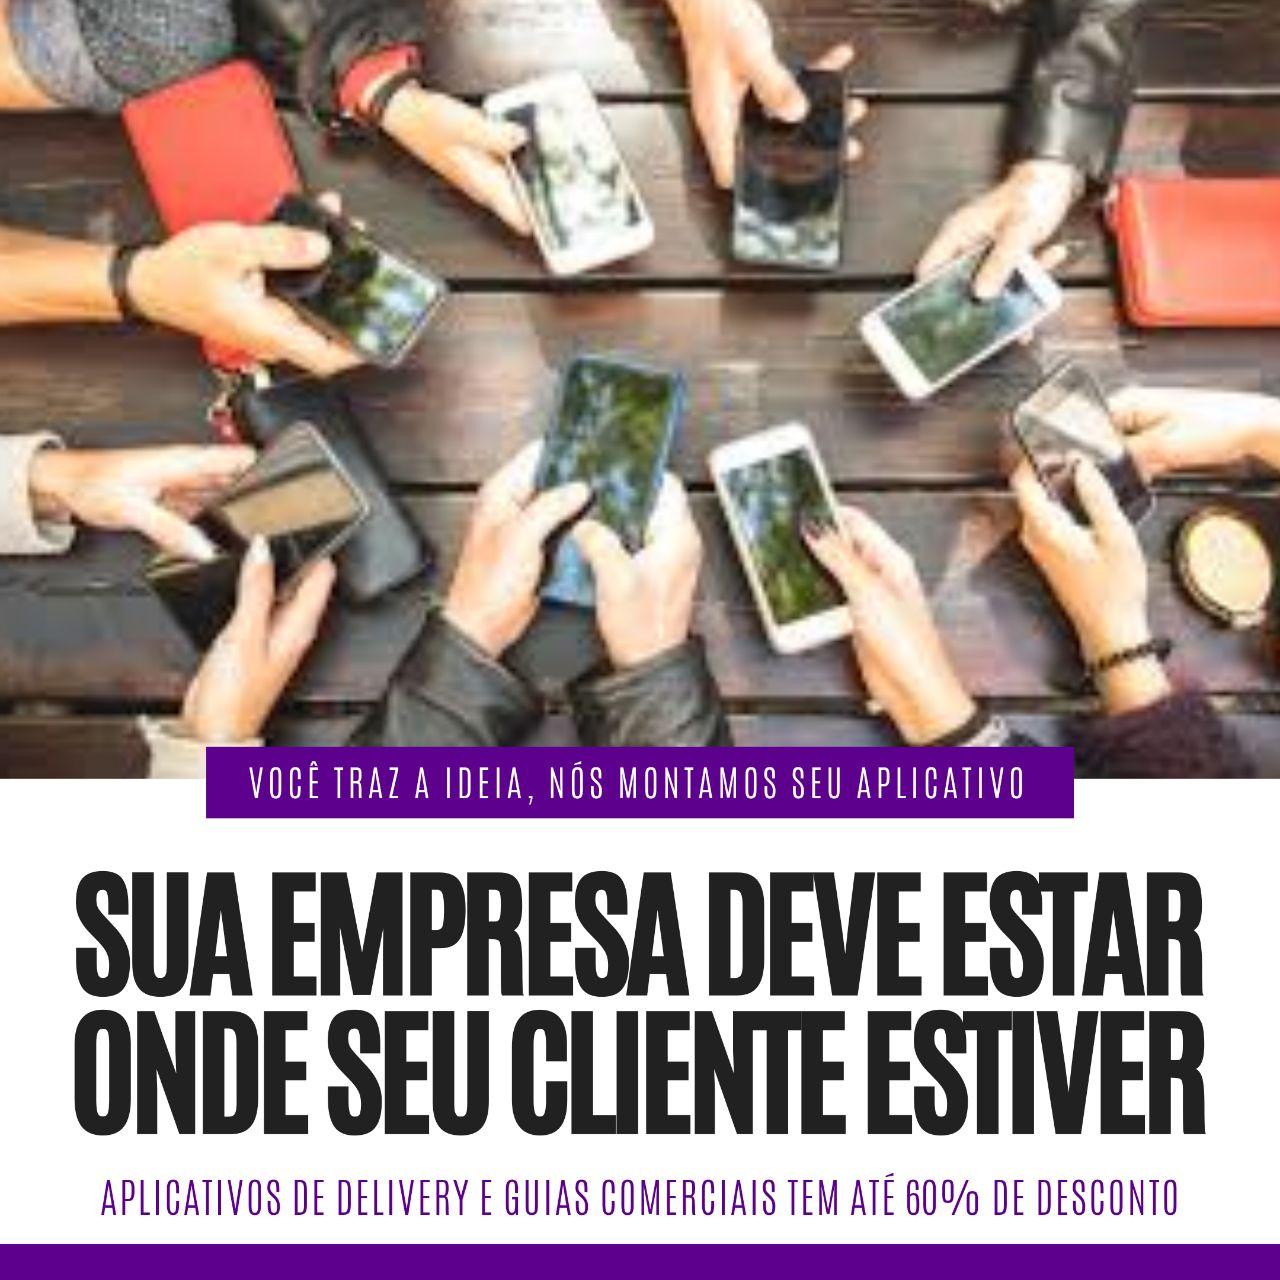 VOCÊ TRAZ A IDEIA, NÓS MONTAMOS SEU APLICATIVO
SUA EMPRESA DEVE ESTAR
ONDE SEU CLIENTE ESTIVER
APLICATIVOS DE DELIVERY E GUIAS COMERCIAIS TEM ATÉ 60% DE DESCONTO